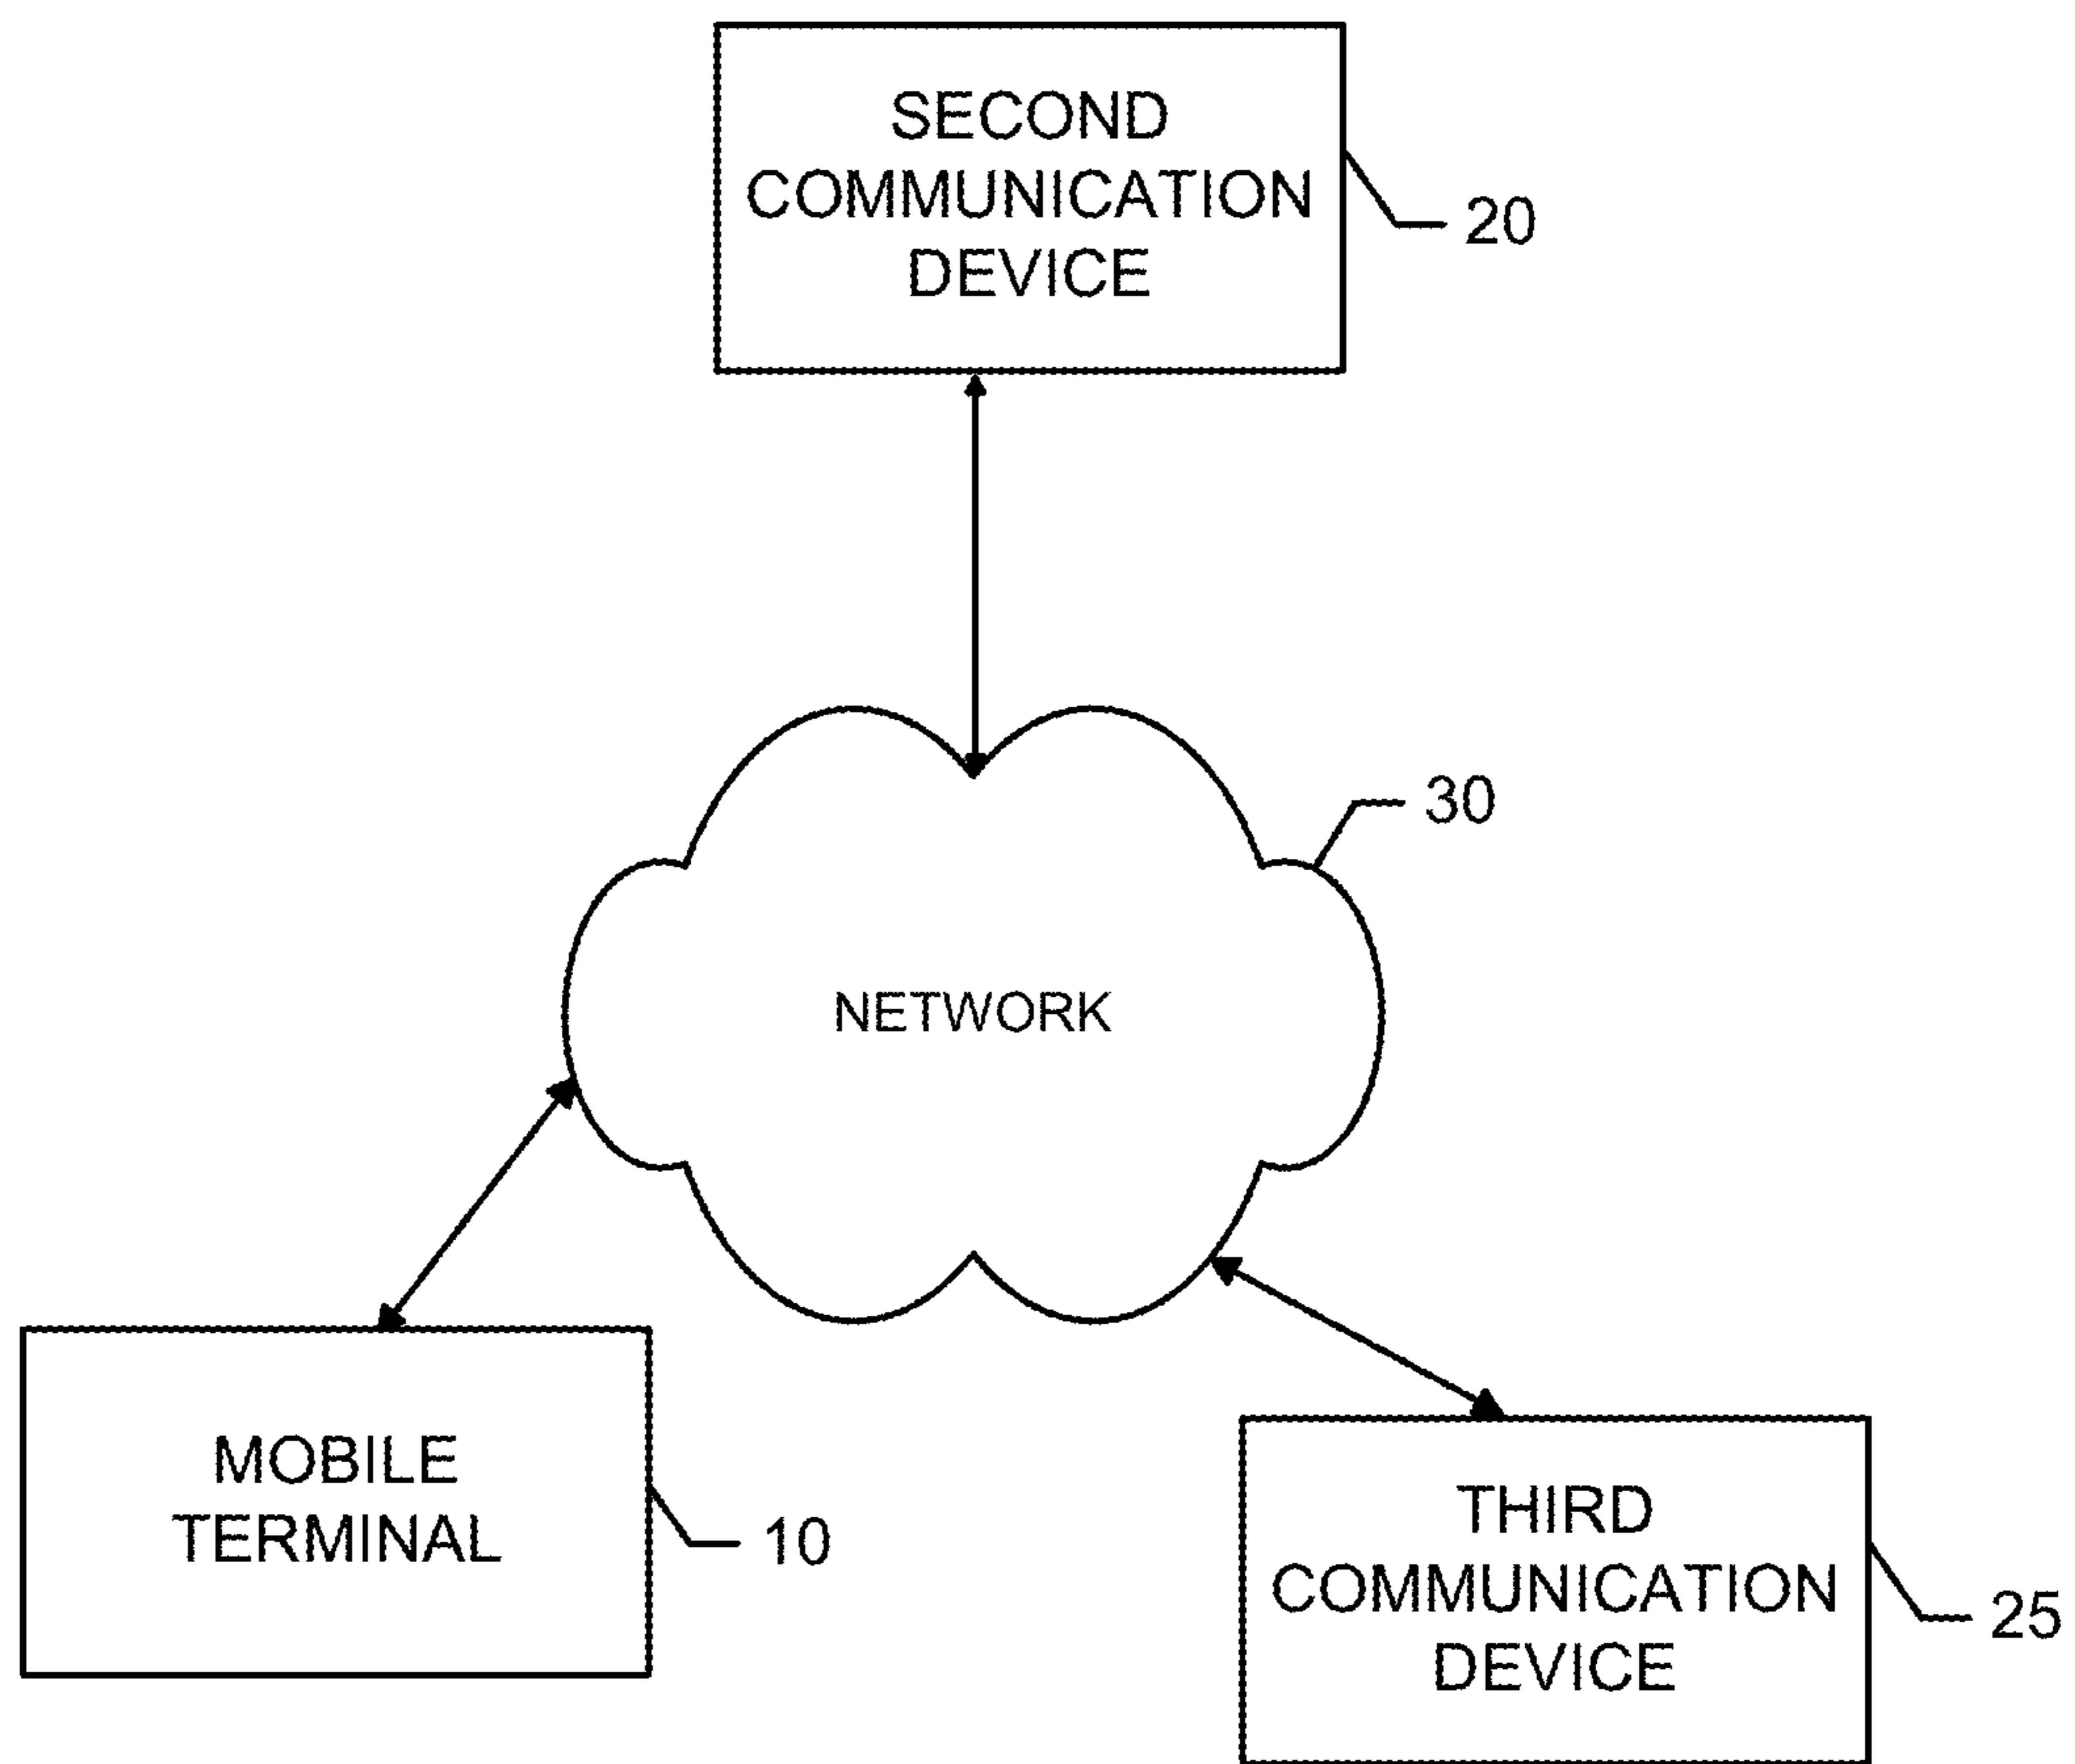 SECOND
COMMUNICATION
DEVICE
20
30
NETWORK
MOBILE
TERMINAL
10
THIRD
COMMUNICATION
DEVICE
25